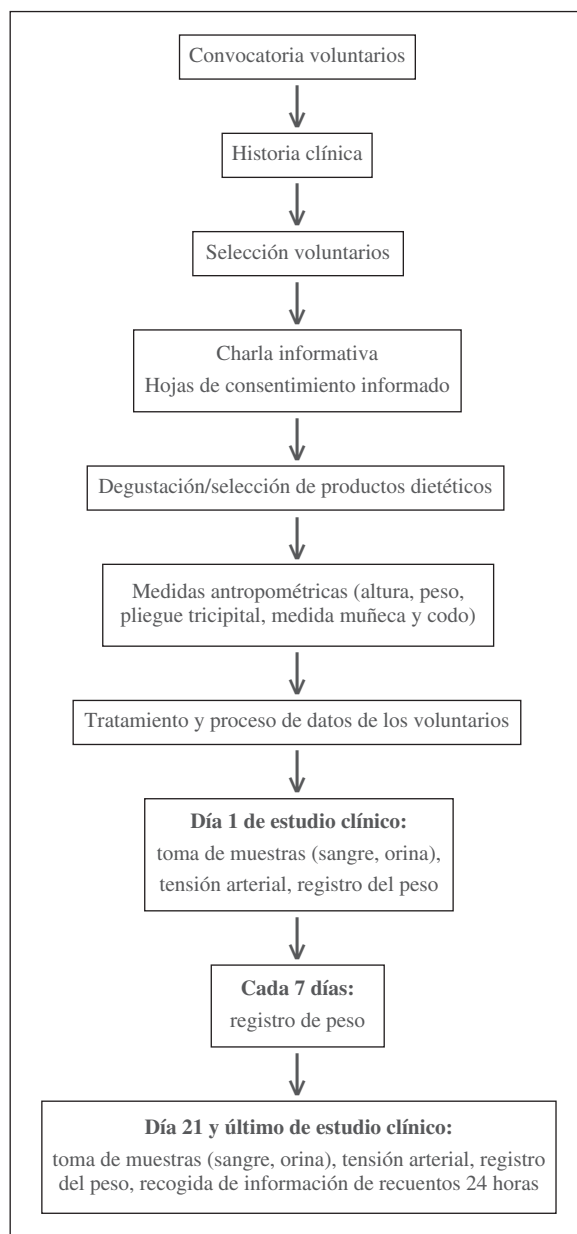 Convocatoria voluntarios
Historia clínica
Selección voluntarios
Charla informativa
Hojas de consentimiento informado
Degustación/selección de productos dietéticos
Medidas antropométricas (altura, peso,
pliegue tricipital, medida muñeca y codo)
Tratamiento y proceso de datos de los voluntarios
Día 1 de estudio clínico:
toma de muestras (sangre, orina),
tensión arterial, registro del peso
Cada 7 días:
registro de peso
Día 21 y último de estudio clínico:
toma de muestras (sangre, orina), tensión arterial, registro
del peso, recogida de información de recuentos 24 horas